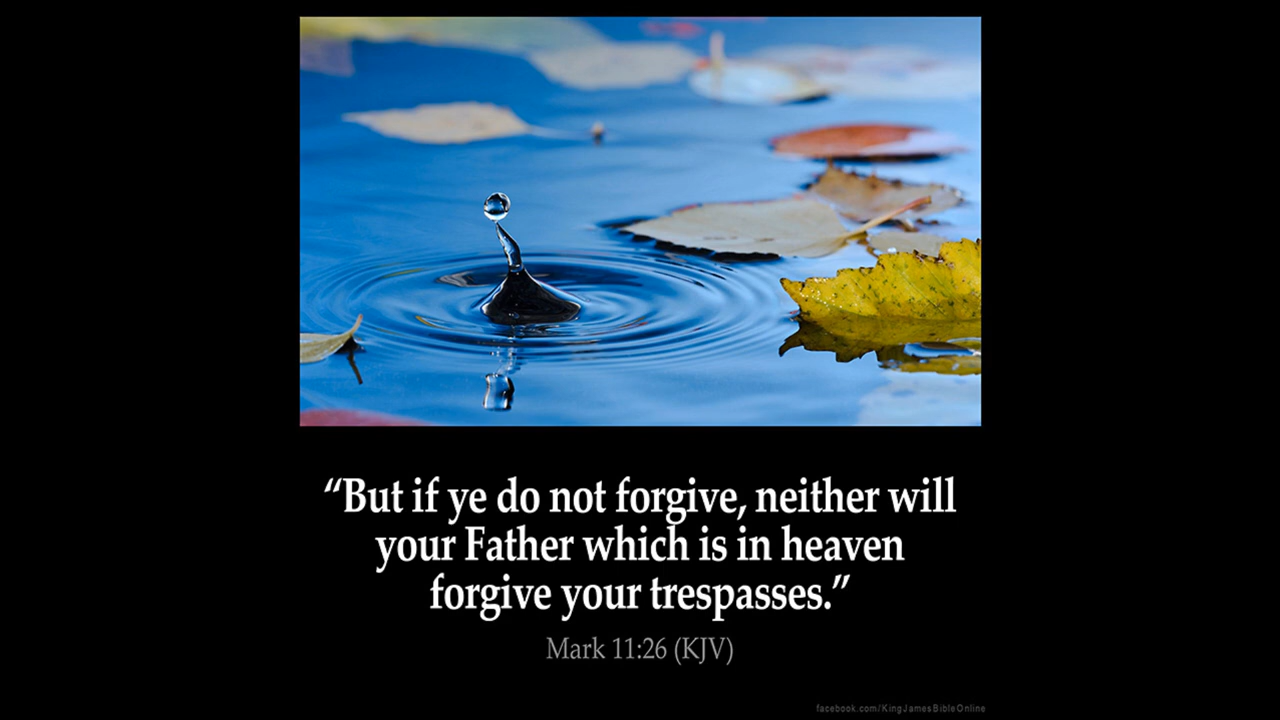 “But if ye do not forgive, neither will
your Father which is in heaven
forgive your trespasses.”
Mark 11:26 (KJV)
facebook.com/KingJamesBibleOnline